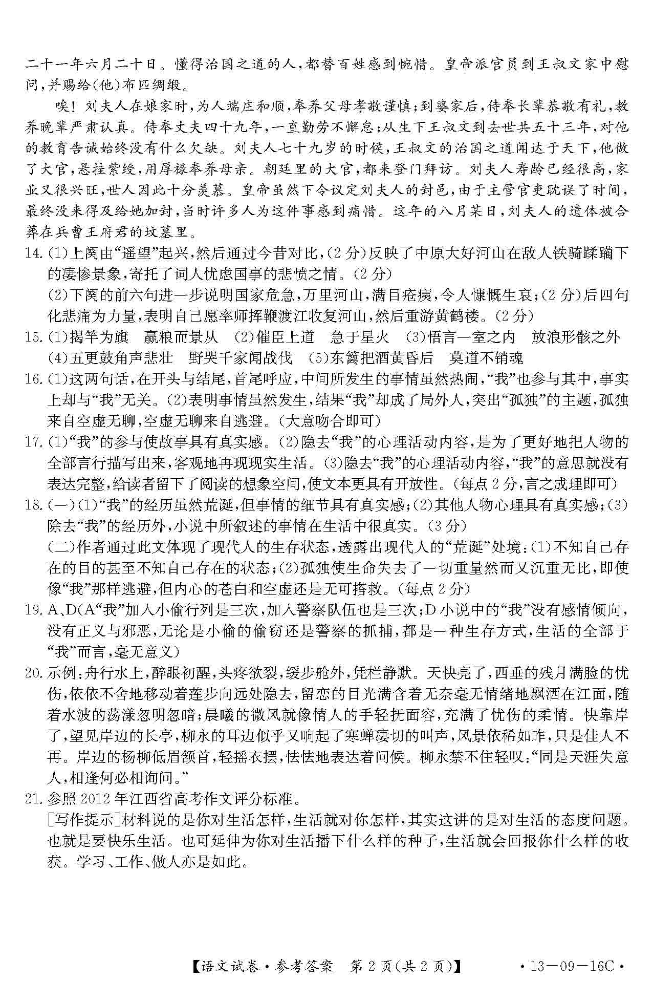 二十一年六月二十日。懂得治国之道的人,都替百姓感到惋惜。皇帝派官员到王叔文家中慰
问,并赐给(他)布匹绸缎。
唉！刘夫人在娘家时,为人端庄和顺,奉养父母孝敬谨慎;到婆家后,侍奉长辈恭敬有礼,教
养晚辈严肃认真。侍奉丈夫四十九年,一直勤劳不懈怠;从生下王叔文到去世共五十三年,对他
的教育告诫始终没有什么欠缺。刘夫人七十九岁的时候,王叔文的治国之道闻达于天下,他做
了大官,悬挂紫绶,用厚禄奉养母亲。朝廷里的大官,都来登门拜访。刘夫人寿龄已经很高,家
业又很兴旺,世人因此十分羡慕。皇帝虽然下令议定刘夫人的封邑,由于主管官吏耽误了时间,
最终没来得及给她加封,当时许多人为这件事感到痛惜。这年的八月某日,刘夫人的遗体被合
葬在兵曹王府君的坟墓里。
14. (1)上阕由“遥望”起兴,然后通过今昔对比,(2 分)反映了中原大好河山在敌人铁骑蹂躏下
的凄惨景象,寄托了词人忧虑国事的悲愤之情。(2 分)
(2)下阕的前六句进一步说明国家危急,万里河山,满目疮痍,令人慷慨生哀;(2 分)后四句
化悲痛为力量,表明自己愿率师挥鞭渡江收复河山,然后重游黄鹤楼。(2 分)
15. (1)揭竿为旗　赢粮而景从　(2)催臣上道　急于星火　(3)悟言一室之内　放浪形骸之外
(4)五更鼓角声悲壮　野哭千家闻战伐　(5)东篱把酒黄昏后　莫道不销魂
16. (1)这两句话,在开头与结尾,首尾呼应,中间所发生的事情虽然热闹,“我”也参与其中,事实
上却与“我”无关。(2)表明事情虽然发生,结果“我”却成了局外人,突出“孤独”的主题,孤独
来自空虚无聊,空虚无聊来自逃避。(大意吻合即可)
17. (1)“我”的参与使故事具有真实感。(2)隐去“我”的心理活动内容,是为了更好地把人物的
全部言行描写出来,客观地再现现实生活。(3)隐去“我”的心理活动内容,“我”的意思就没有
表达完整,给读者留下了阅读的想象空间,使文本更具有开放性。(每点 2 分,言之成理即可)
18. (一)(1)“我”的经历虽然荒诞,但事情的细节具有真实感;(2)其他人物心理具有真实感;(3)
除去“我”的经历外,小说中所叙述的事情在生活中很真实。(3 分)
(二)作者通过此文体现了现代人的生存状态,透露出现代人的“荒诞”处境:(1)不知自己存
在的目的甚至不知自己存在的状态;(2)孤独使生命失去了一切重量然而又沉重无比,即使
像“我”那样逃避,但内心的苍白和空虚还是无可搭救。(每点 2 分)
19. A、D(A“我”加入小偷行列是三次,加入警察队伍也是三次;D 小说中的“我”没有感情倾向,
没有正义与邪恶,无论是小偷的偷窃还是警察的抓捕,都是一种生存方式,生活的全部于
“我”而言,毫无意义)
20. 示例:舟行水上,醉眼初醒,头疼欲裂,缓步舱外,凭栏静默。天快亮了,西垂的残月满脸的忧
伤,依依不舍地移动着莲步向远处隐去,留恋的目光满含着无奈毫无情绪地飘洒在江面,随
着水波的荡漾忽明忽暗;晨曦的微风就像情人的手轻抚面容,充满了忧伤的柔情。快靠岸
了,望见岸边的长亭,柳永的耳边似乎又响起了寒蝉凄切的叫声,风景依稀如昨,只是佳人不
再。岸边的杨柳低眉颔首,轻摇衣摆,怯怯地表达着问候。柳永禁不住轻叹:“同是天涯失意
人,相逢何必相询问。”
21. 参照 2012 年江西省高考作文评分标准。
[写作提示]材料说的是你对生活怎样,生活就对你怎样,其实这讲的是对生活的态度问题。
也就是要快乐生活。也可延伸为你对生活播下什么样的种子,生活就会回报你什么样的收
获。学习、工作、做人亦是如此。
【语文试卷·参考答案　第 2 页(共 2 页)】　·13－09－16C·